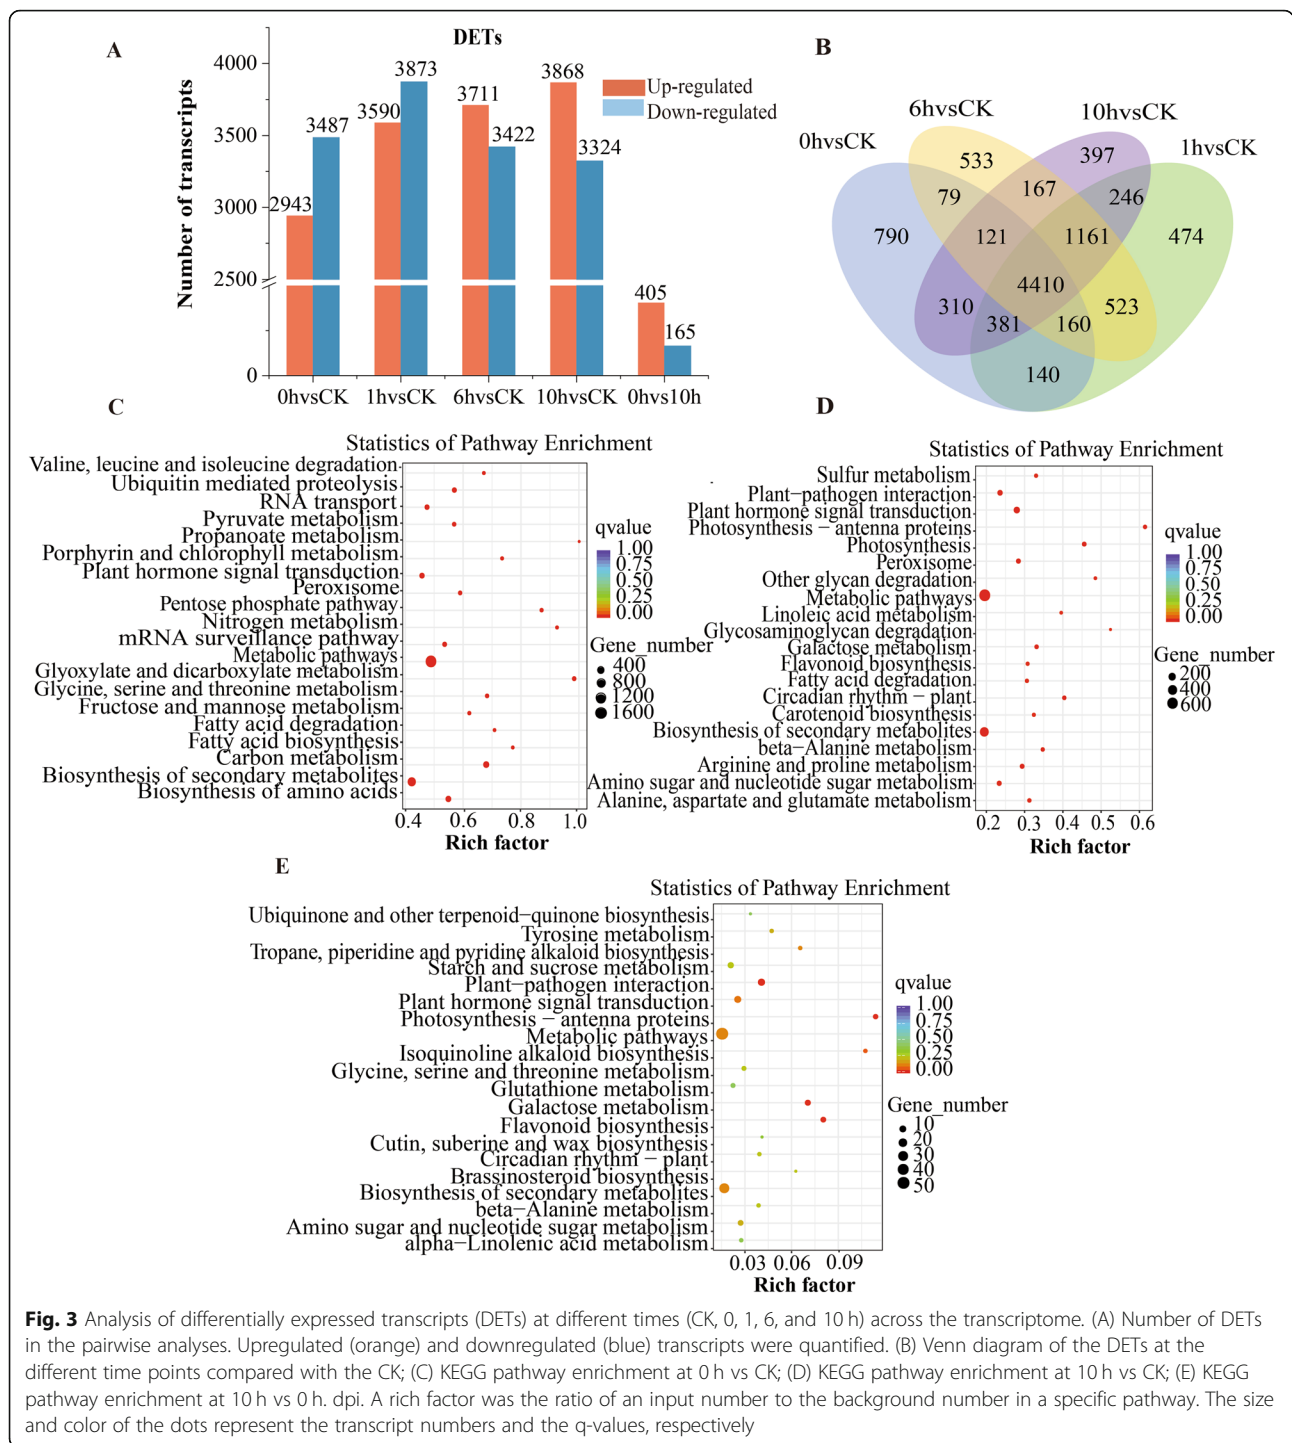 A
DETs
Number of transcripts
4000
3500
3000
2500
0
2943
3487
3590
3873
3711
3422
3868
3324
405
165
Up-regulated
Down-regulated
0hvsCK
1hvsCK
6hvsCK
10hvsCK
0hvs10h
B
0hvsCK
6hvsCK
10hvsCK
1hvsCK
533
397
79
167
246
790
121
1161
474
4410
310
381
160
523
140
C
Statistics of Pathway Enrichment
Valine, leucine and isoleucine degradation
Ubiquitin mediated proteolysis
RNA transport
Pyruvate metabolism
Propanoate metabolism
Porphyrin and chlorophyll metabolism
Plant hormone signal transduction
Peroxisome
Pentose phosphate pathway
Nitrogen metabolism
mRNA surveillance pathway
Metabolic pathways
Glyoxylate and dicarboxylate metabolism
Glycine, serine and threonine metabolism
Fructose and mannose metabolism
Fatty acid degradation
Fatty acid biosynthesis
Carbon metabolism
Biosynthesis of secondary metabolites
Biosynthesis of amino acids
0.4
0.6
0.8
1.0
Rich factor
qvalue
1.00
0.75
0.50
0.25
0.00
Gene_number
400
800
1200
1600
D
Statistics of Pathway Enrichment
Sulfur metabolism
Plant−pathogen interaction
Plant hormone signal transduction
Photosynthesis − antenna proteins
Photosynthesis
Peroxisome
Other glycan degradation
Metabolic pathways
Linoleic acid metabolism
Glycosaminoglycan degradation
Galactose metabolism
Flavonoid biosynthesis
Fatty acid degradation
Circadian rhythm − plant
Carotenoid biosynthesis
Biosynthesis of secondary metabolites
beta−Alanine metabolism
Arginine and proline metabolism
Amino sugar and nucleotide sugar metabolism
Alanine, aspartate and glutamate metabolism
0.2
0.3
0.4
0.5
0.6
Rich factor
qvalue
1.00
0.75
0.50
0.25
0.00
Gene_number
200
400
600
E
Statistics of Pathway Enrichment
Ubiquinone and other terpenoid−quinone biosynthesis
Tyrosine metabolism
Tropane, piperidine and pyridine alkaloid biosynthesis
Starch and sucrose metabolism
Plant−pathogen interaction
Plant hormone signal transduction
Photosynthesis − antenna proteins
Metabolic pathways
Isoquinoline alkaloid biosynthesis
Glycine, serine and threonine metabolism
Glutathione metabolism
Galactose metabolism
Flavonoid biosynthesis
Cutin, suberine and wax biosynthesis
Circadian rhythm − plant
Brassinosteroid biosynthesis
Biosynthesis of secondary metabolites
beta−Alanine metabolism
Amino sugar and nucleotide sugar metabolism
alpha−Linolenic acid metabolism
0.03
0.06
0.09
Rich factor
qvalue
1.00
0.75
0.50
0.25
0.00
Gene_number
10
20
30
40
50
Fig. 3 Analysis of differentially expressed transcripts (DETs) at different times (CK, 0, 1, 6, and 10 h) across the transcriptome. (A) Number of DETs
in the pairwise analyses. Upregulated (orange) and downregulated (blue) transcripts were quantified. (B) Venn diagram of the DETs at the
different time points compared with the CK; (C) KEGG pathway enrichment at 0 h vs CK; (D) KEGG pathway enrichment at 10 h vs CK; (E) KEGG
pathway enrichment at 10 h vs 0 h. dpi. A rich factor was the ratio of an input number to the background number in a specific pathway. The size
and color of the dots represent the transcript numbers and the q-values, respectively